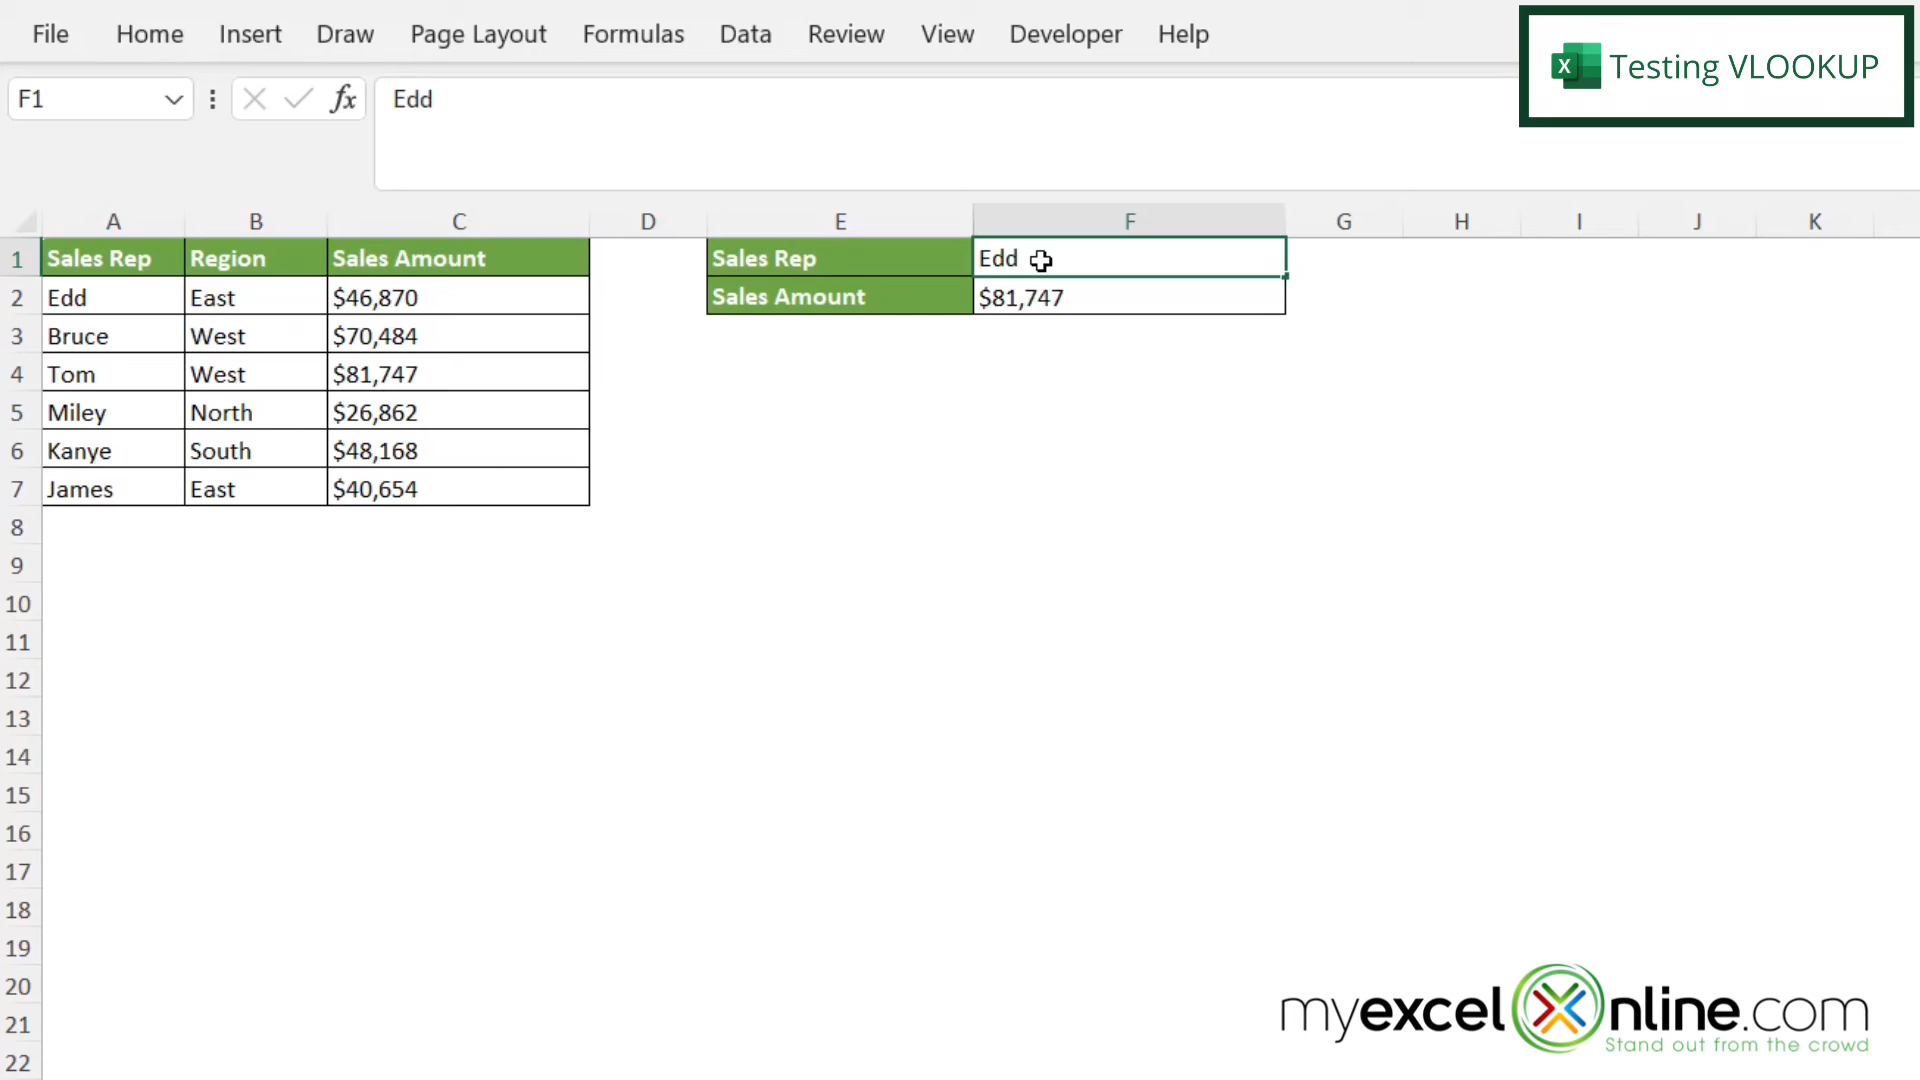 File Home Insert Draw Page Layout Formulas Data Review View Developer Help
Testing VLOOKUP
F1 fx Edd
A B C D E F G H I J K
1 Sales Rep Region Sales Amount Sales Rep Edd
2 Edd East $46,870 Sales Amount $81,747
3 Bruce West $70,484
4 Tom West $81,747
5 Miley North $26,862
6 Kanye South $48,168
7 James East $40,654
8
9
10
11
12
13
14
15
16
17
18
19
20
21
22
myexcelOnline.com
Stand out from the crowd